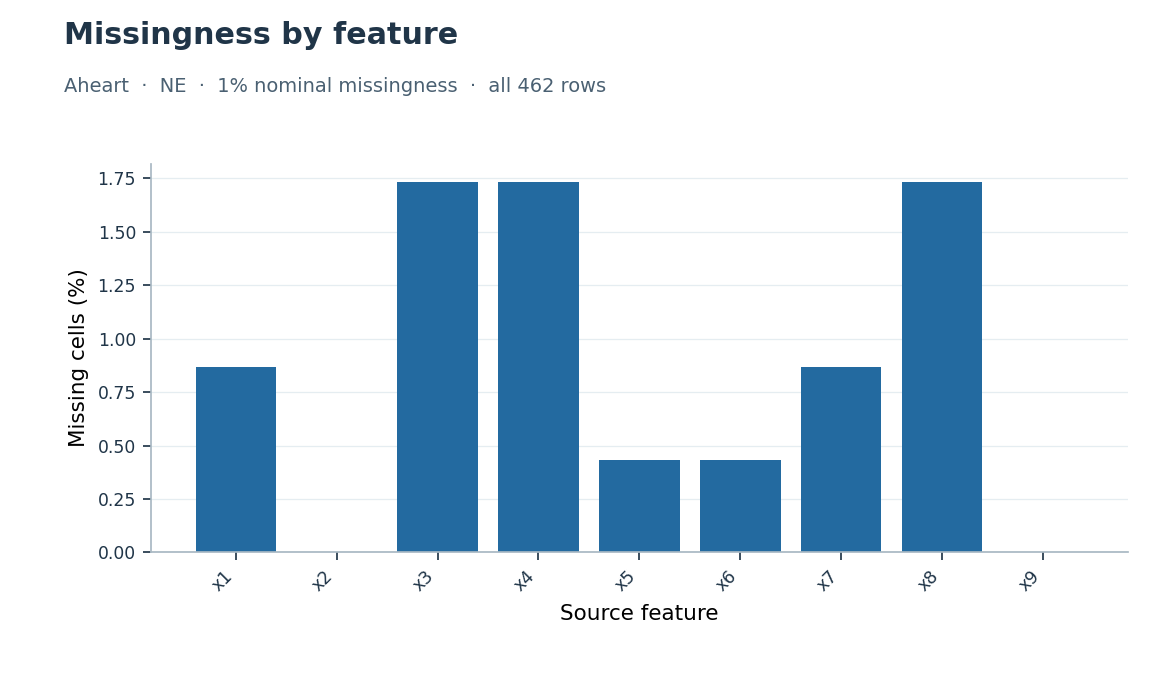 Missingness by feature
Aheart · NE · 1% nominal missingness · all 462 rows
Missing cells (%)
1.75
1.50
1.25
1.00
0.75
0.50
0.25
0.00
x1 x2 x3 x4 x5 x6 x7 x8 x9
Source feature